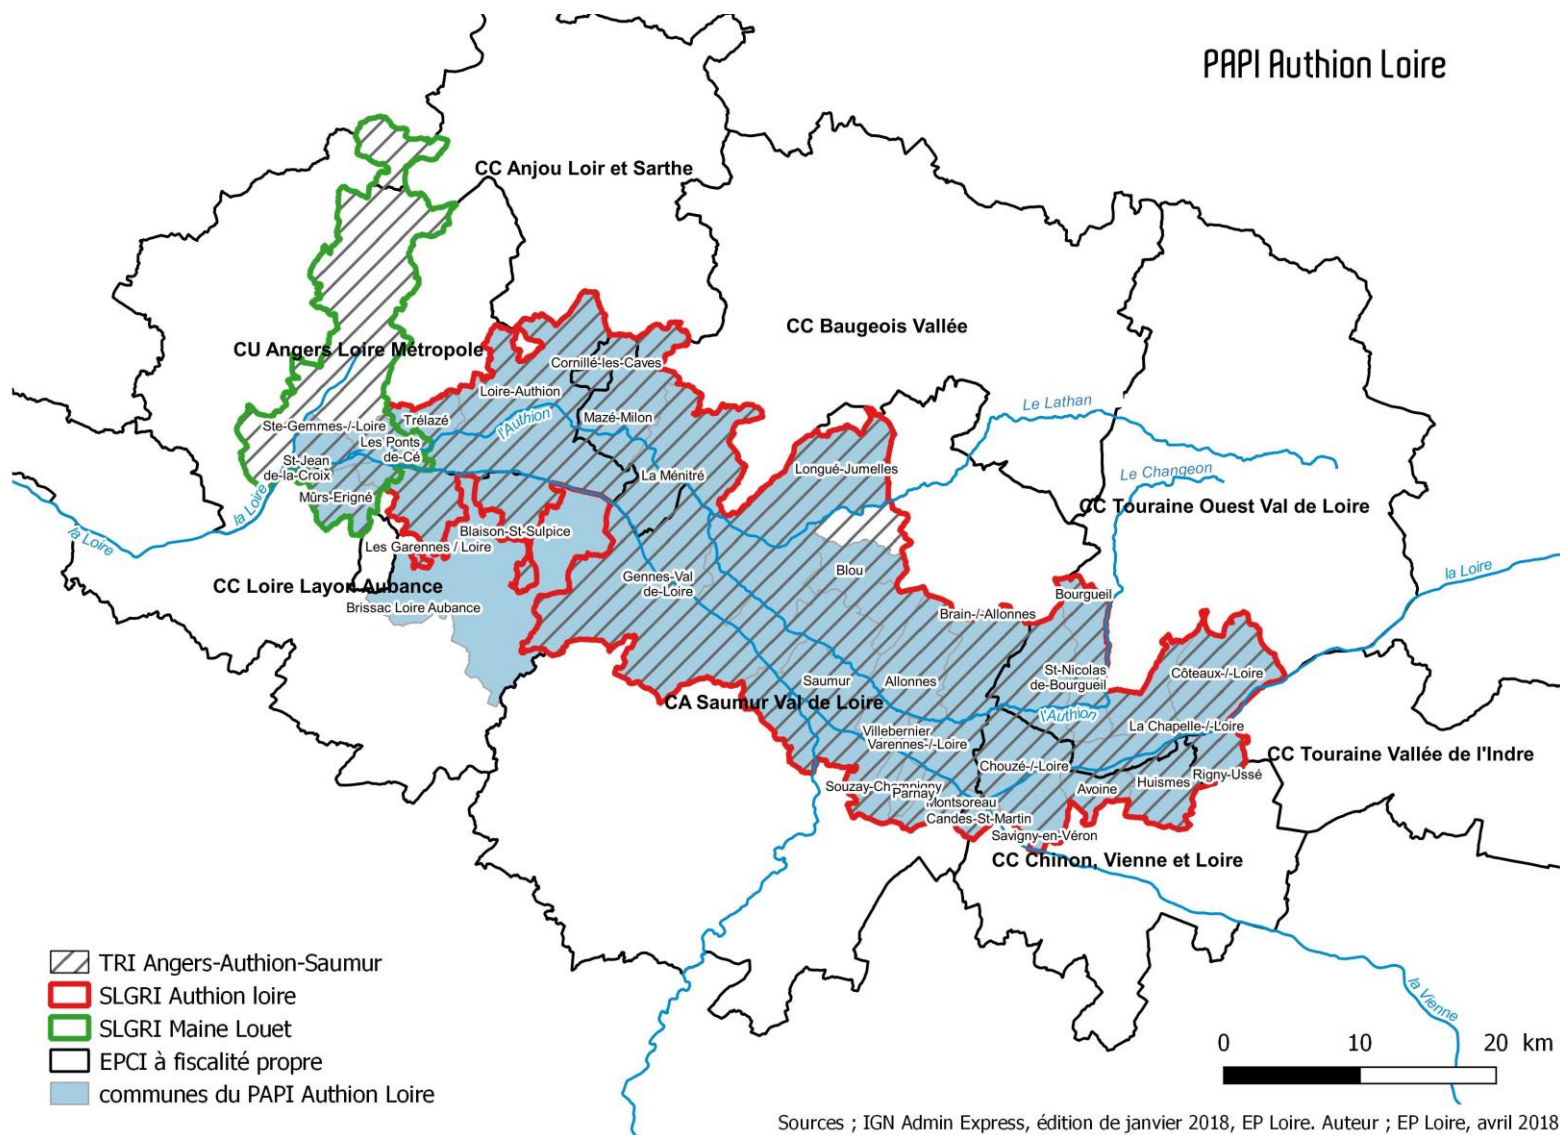 PAPI Authion Loire
CC Anjou Loir et Sarthe
CC Baugeois Vallée
CU Angers Loire Métropole
Cornillé-les-Caves
Loire-Authion
Le Lathan
Mazé-Milon
Trélazé
l'Authion
Ste-Gemmes-/-Loire
Les Ponts
de-Cé
St-Jean
de-la-Croix
Longué-Jumelles
La Ménitré
Le Changeon
Mûrs-Erigné
la Loire
CC Touraine Ouest Val de Loire
Blaison-St-Sulpice
la Loire
Les Garennes / Loire
Blou
la Loire
Gennes-Val
de-Loire
CC Loire Layon Aubance
Bourgueil
Brissac Loire Aubance
Brain-/-Allonnes
St-Nicolas
de-Bourgueil
Côteaux-/-Loire
Saumur
Allonnes
CA Saumur Val de Loire
l'Authion
La Chapelle-/-Loire
Villebernier
Varennes-/-Loire
CC Touraine Vallée de l'Indre
Chouzé-/-Loire
Rigny-Ussé
Huismes
Avoine
Souzay-Champigny
Parnay
Montsoreau
Candes-St-Martin
Savigny-en-Véron
CC Chinon, Vienne et Loire
la Vienne
TRI Angers-Authion-Saumur
SLGRI Authion loire
SLGRI Maine Louet
EPCI à fiscalité propre
communes du PAPI Authion Loire
0 10 20 km
Sources ; IGN Admin Express, édition de janvier 2018, EP Loire. Auteur ; EP Loire, avril 2018